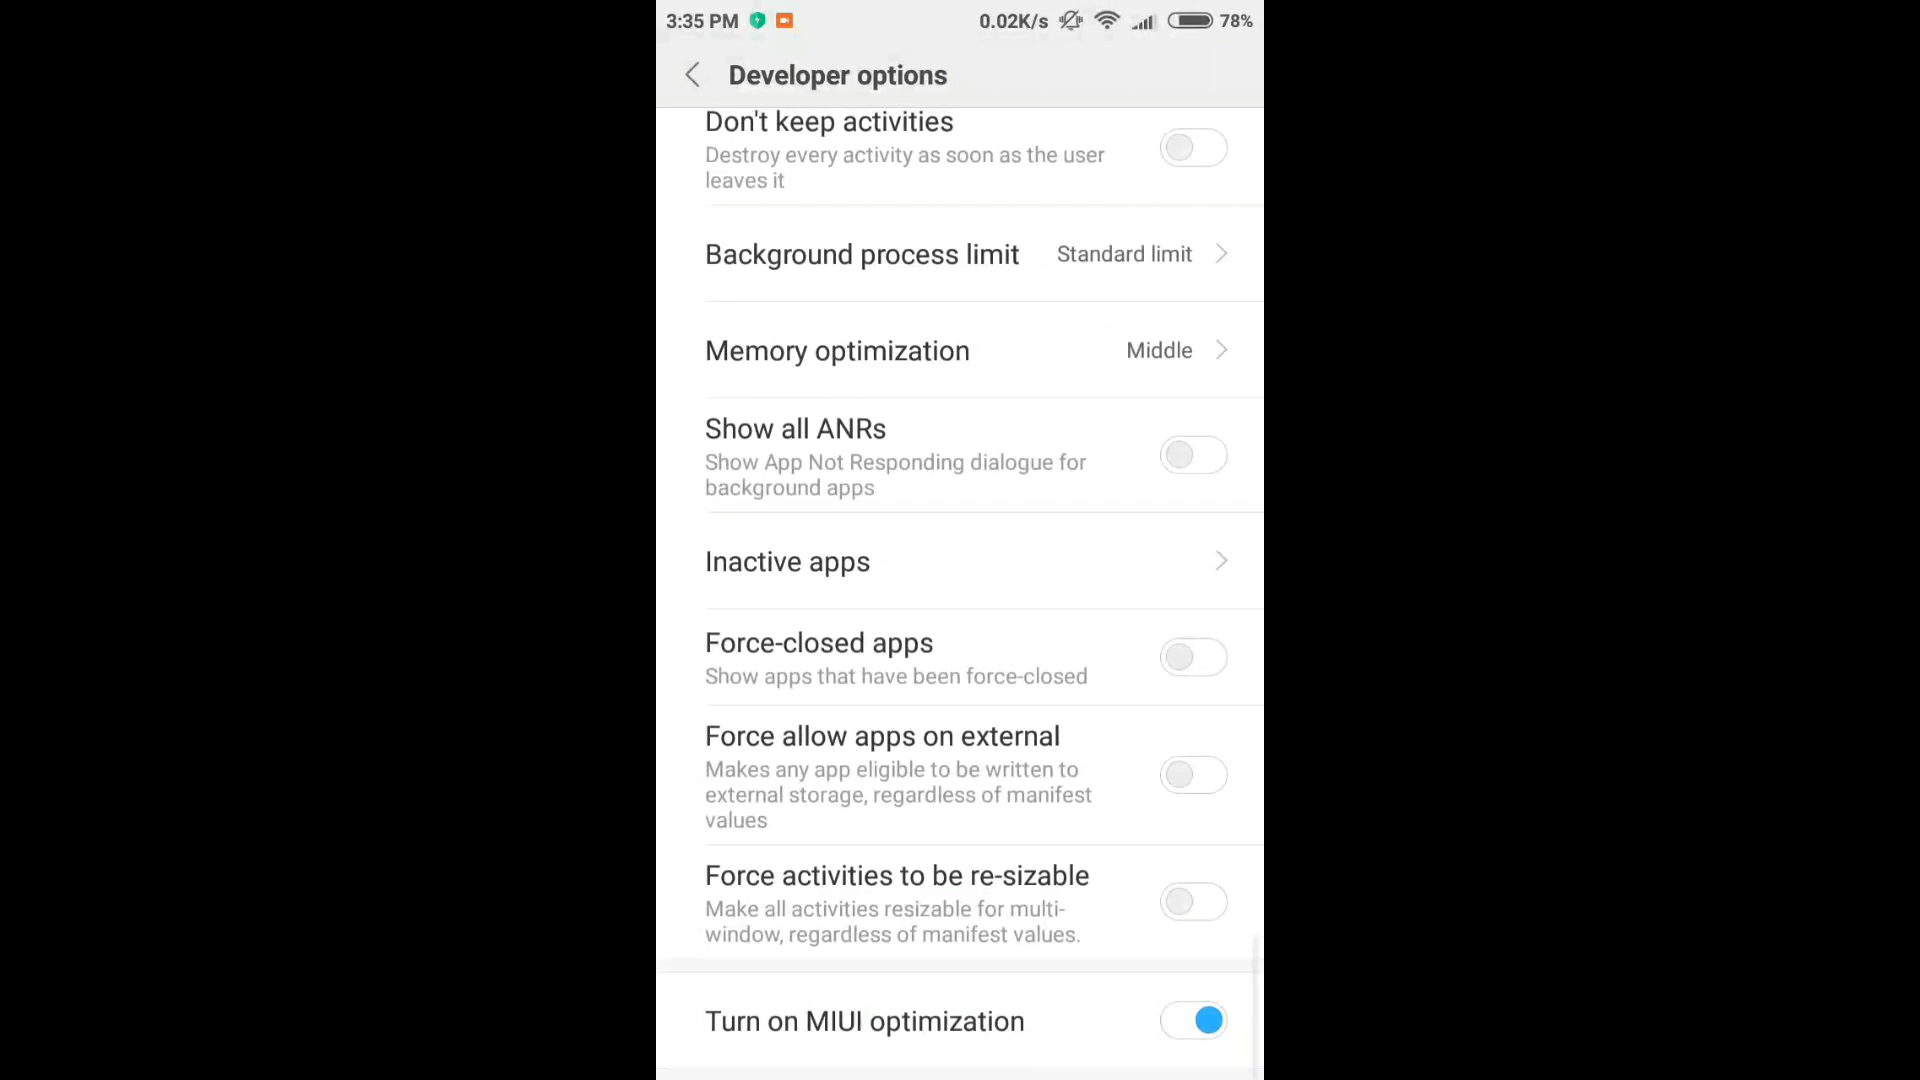 3:35 PM 0.02K/s 78%
Developer options
Don't keep activities
Destroy every activity as soon as the user
leaves it
Background process limit Standard limit
Memory optimization Middle
Show all ANRs
Show App Not Responding dialogue for
background apps
Inactive apps
Force-closed apps
Show apps that have been force-closed
Force allow apps on external
Makes any app eligible to be written to
external storage, regardless of manifest
values
Force activities to be re-sizable
Make all activities resizable for multi-
window, regardless of manifest values.
Turn on MIUI optimization